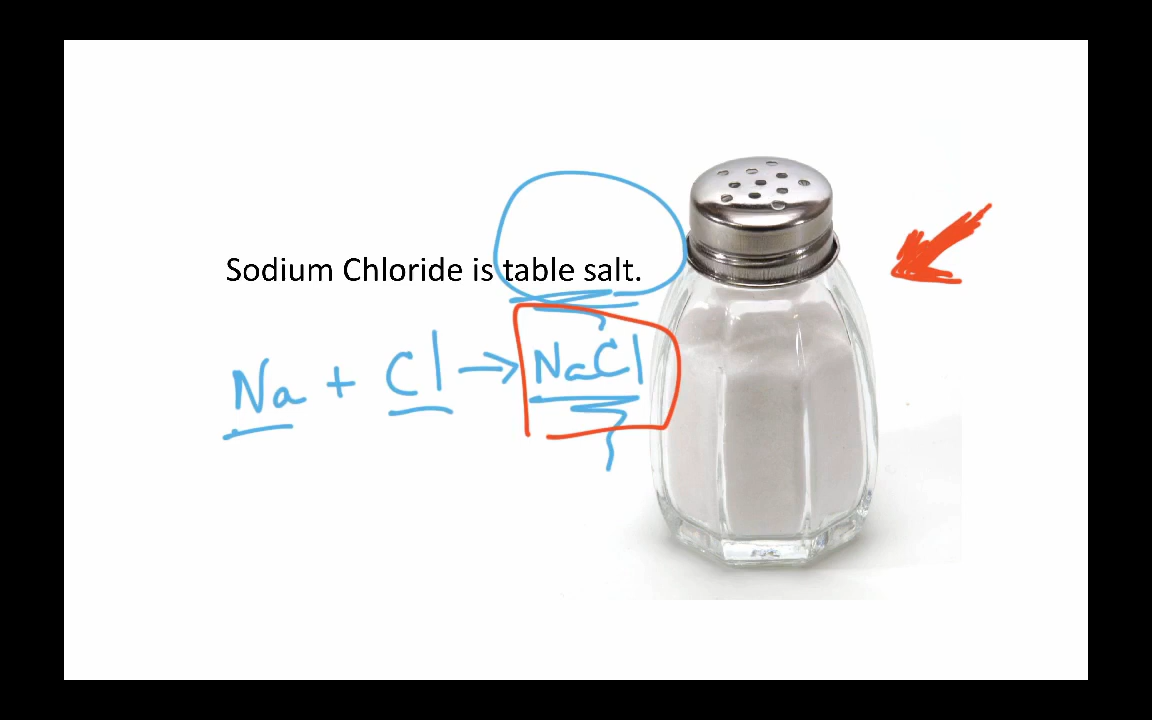 Sodium Chloride is table salt.
Na + Cl → NaCl